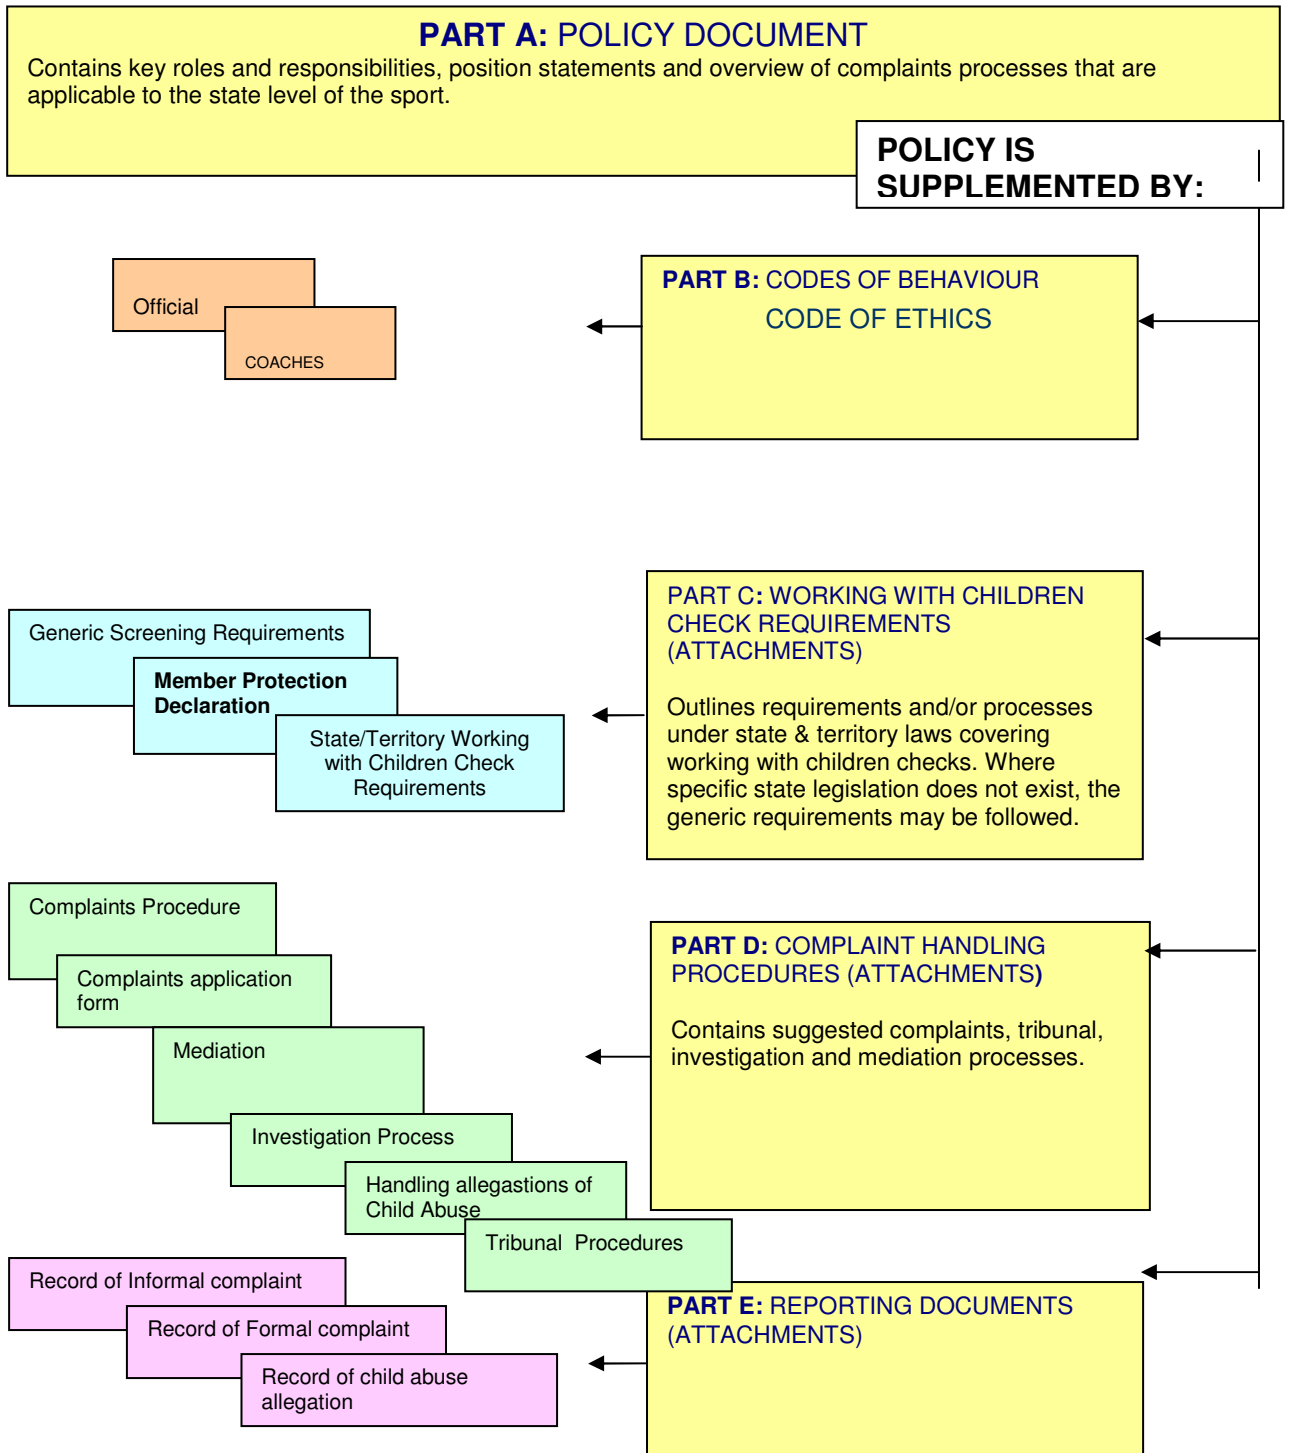 PART A: POLICY DOCUMENT
Contains key roles and responsibilities, position statements and overview of complaints processes that are
applicable to the state level of the sport.
POLICY IS
SUPPLEMENTED BY:
Official
COACHES
PART B: CODES OF BEHAVIOUR
CODE OF ETHICS
Generic Screening Requirements
Member Protection
Declaration
State/Territory Working
with Children Check
Requirements
PART C: WORKING WITH CHILDREN
CHECK REQUIREMENTS
(ATTACHMENTS)
Outlines requirements and/or processes
under state & territory laws covering
working with children checks. Where
specific state legislation does not exist, the
generic requirements may be followed.
Complaints Procedure
Complaints application
form
Mediation
Investigation Process
Handling allegastions of
Child Abuse
Tribunal  Procedures
PART D: COMPLAINT HANDLING
PROCEDURES (ATTACHMENTS)
Contains suggested complaints, tribunal,
investigation and mediation processes.
Record of Informal complaint
Record of Formal complaint
Record of child abuse
allegation
PART E: REPORTING DOCUMENTS
(ATTACHMENTS)